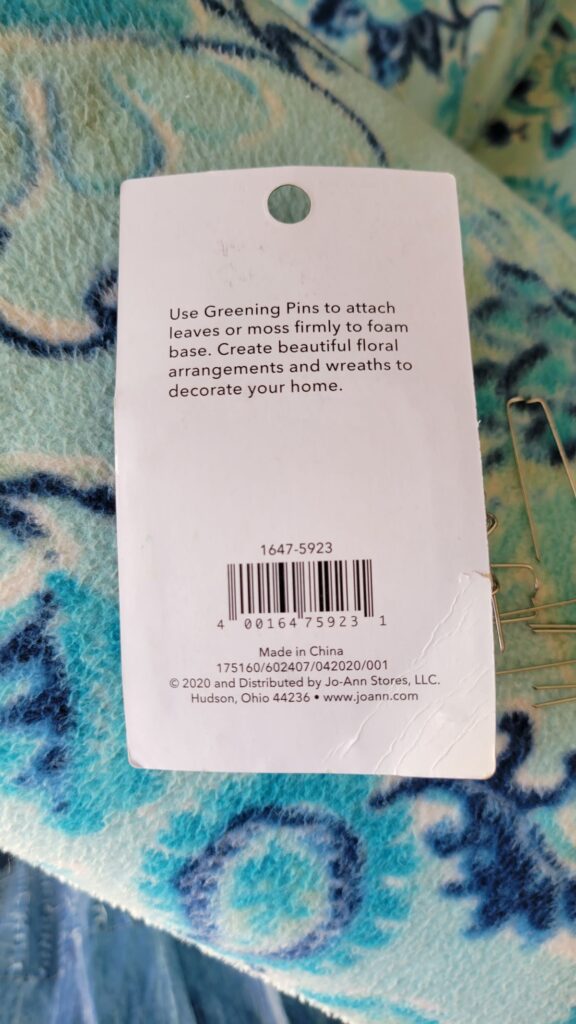 Use Greening Pins to attach
leaves or moss firmly to foam
base. Create beautiful floral
arrangements and wreaths to
decorate your home.
1647-5923
4 00164 75923 1
Made in China
175160/602407/042020/001
© 2020 and Distributed by Jo-Ann Stores, LLC.
Hudson, Ohio 44236 • www.joann.com